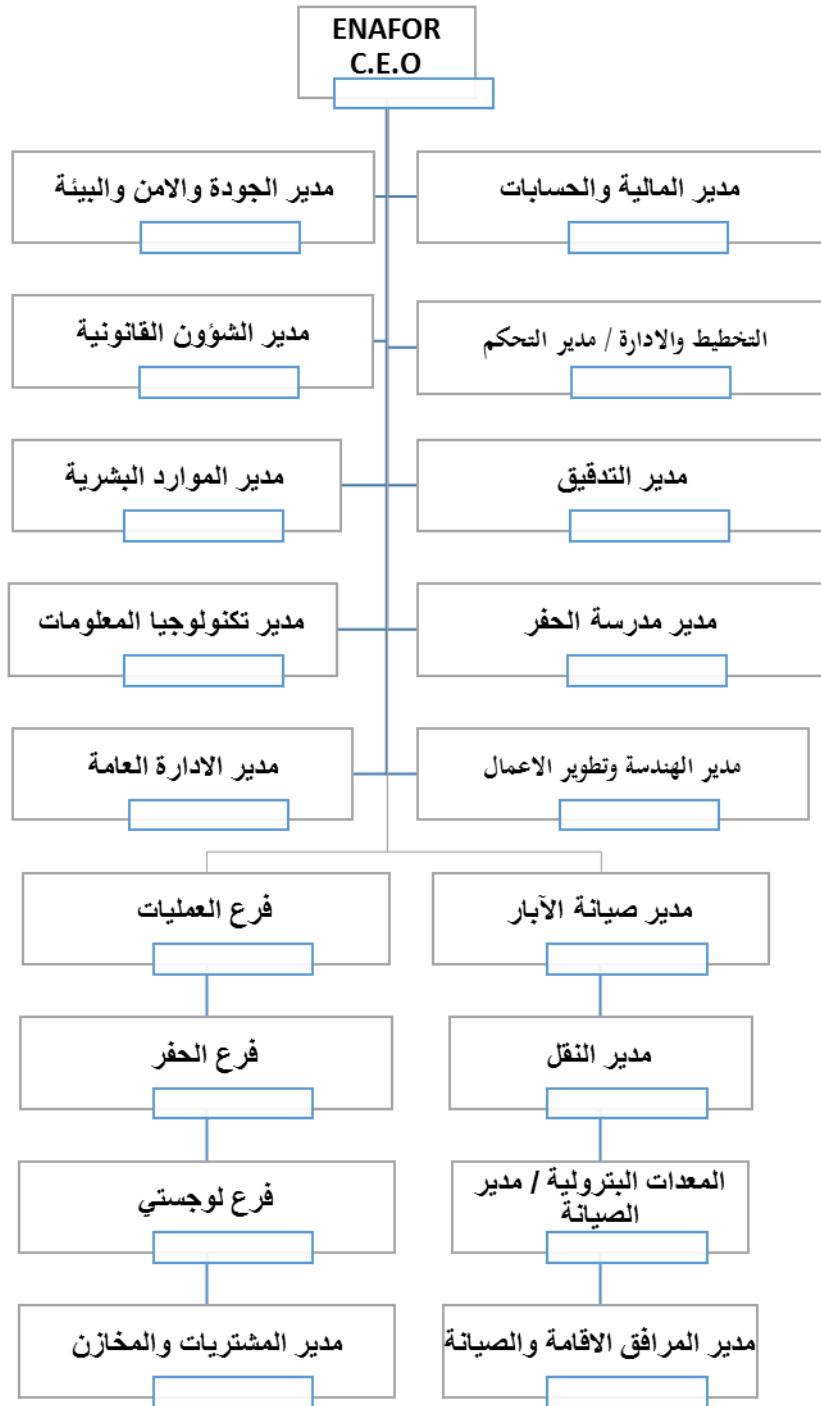 ENAFOR
C.E.O
مدير المالية والحسابات
مدير الجودة والامن والبيئة
التخطيط والادارة / مدير التحكم
مدير الشؤون القانونية
مدير التدقيق
مدير الموارد البشرية
مدير مدرسة الحفر
مدير تكنولوجيا المعلومات
مدير الهندسة وتطوير الاعمال
مدير الادارة العامة
مدير صيانة الآبار
فرع العمليات
مدير النقل
فرع الحفر
المعدات البترولية / مدير
الصيانة
فرع لوجستي
مدير المرافق الاقامة والصيانة
مدير المشتريات والمخازن